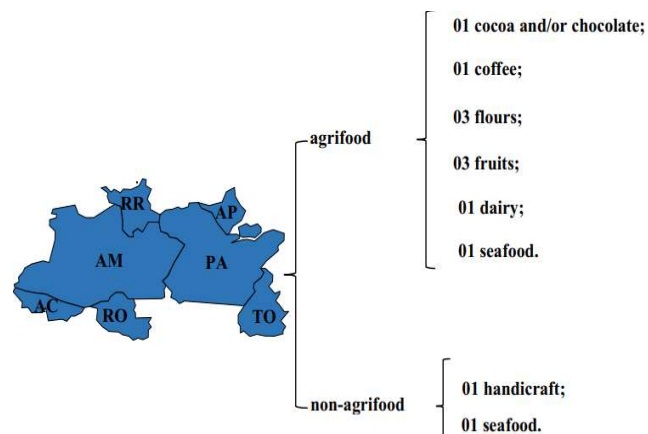 01 cocoa and/or chocolate;
01 coffee;
03 flours;
agrifood
03 fruits;
01 dairy;
01 seafood.
RR
AP
AM
PA
AC
RO
TO
non-agrifood
01 handicraft;
01 seafood.